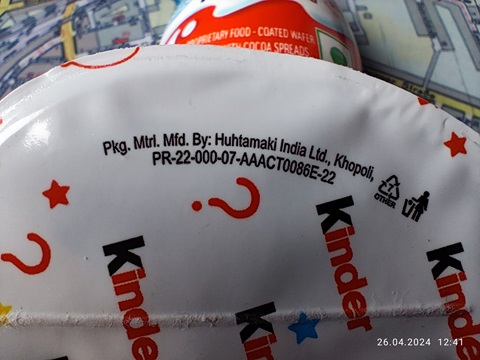 PROPRIETARY FOOD - COATED WAFER
COCOA SPREADS
Pkg. Mtrl. Mfd. By: Huhtamaki India Ltd., Khopoli,
PR-22-000-07-AAACT0086E-22
7
OTHER
?
?
Kinder
Kinder
Kinder
K
26.04.2024 12:41